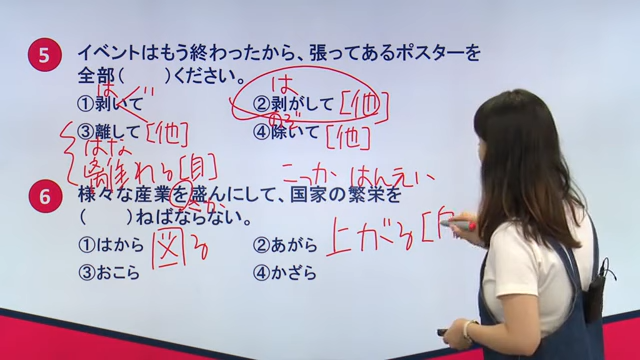 5 イベントはもう終わったから、張ってあるポスターを
全部（　　）ください。
は ぐ は
①剥いで ②剥がして [他]
のぞ
③離して [他] ④除いて [他]
はな
離れる [自] こっか はんえい
6 様々な産業を盛んにして、国家の繁栄を
さか
（　　）ねばならない。
①はから 図る ②あがら 上がる [
③おこら ④かざら